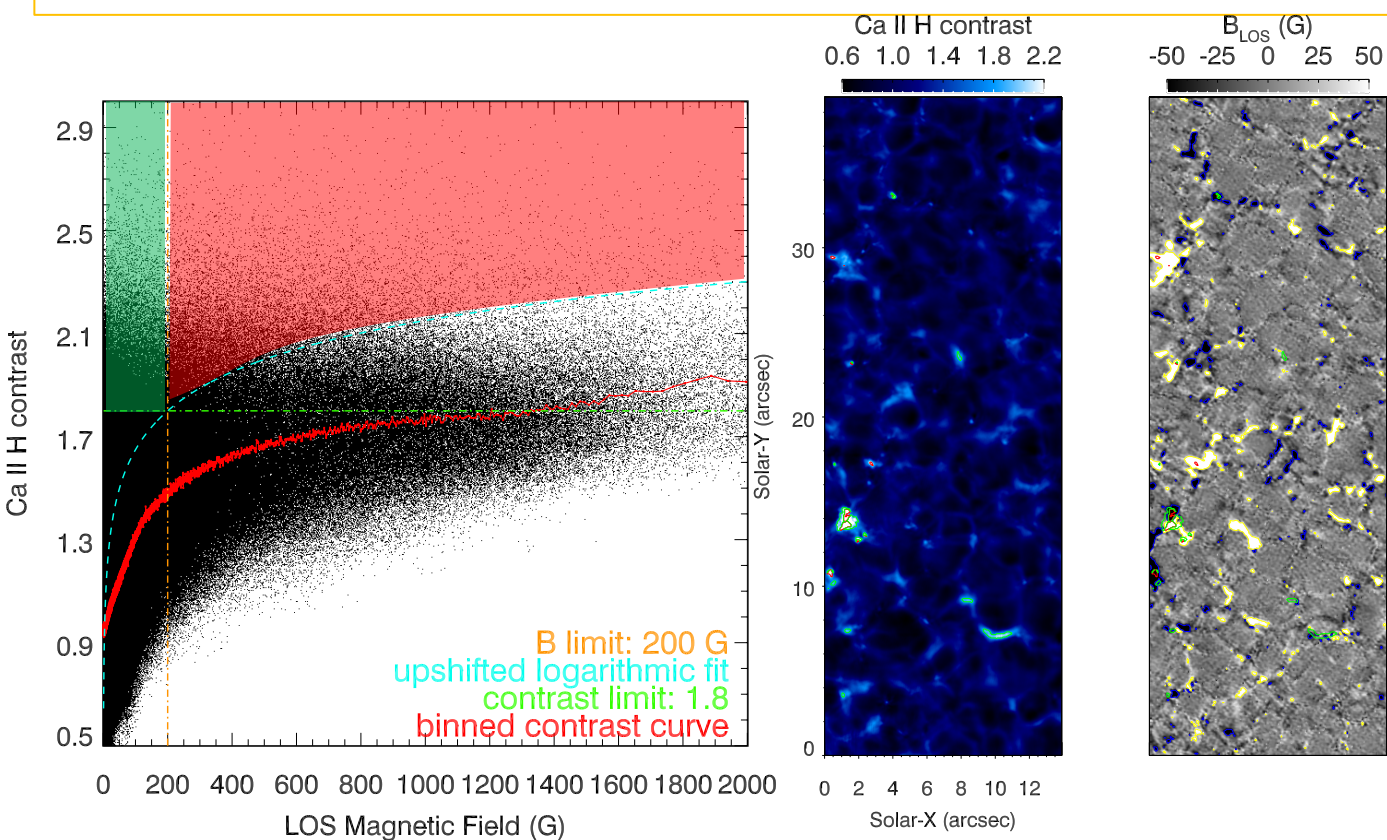 Ca II H contrast
0.6 1.0 1.4 1.8 2.2
B_LOS (G)
-50 -25 0 25 50
2.9
2.5
2.1
1.7
1.3
0.9
0.5
Ca II H contrast
B limit: 200 G
upshifted logarithmic fit
contrast limit: 1.8
binned contrast curve
0 200 400 600 800 1000 1200 1400 1600 1800 2000
LOS Magnetic Field (G)
Solar-Y (arcsec)
30
20
10
0
0 2 4 6 8 10 12
Solar-X (arcsec)